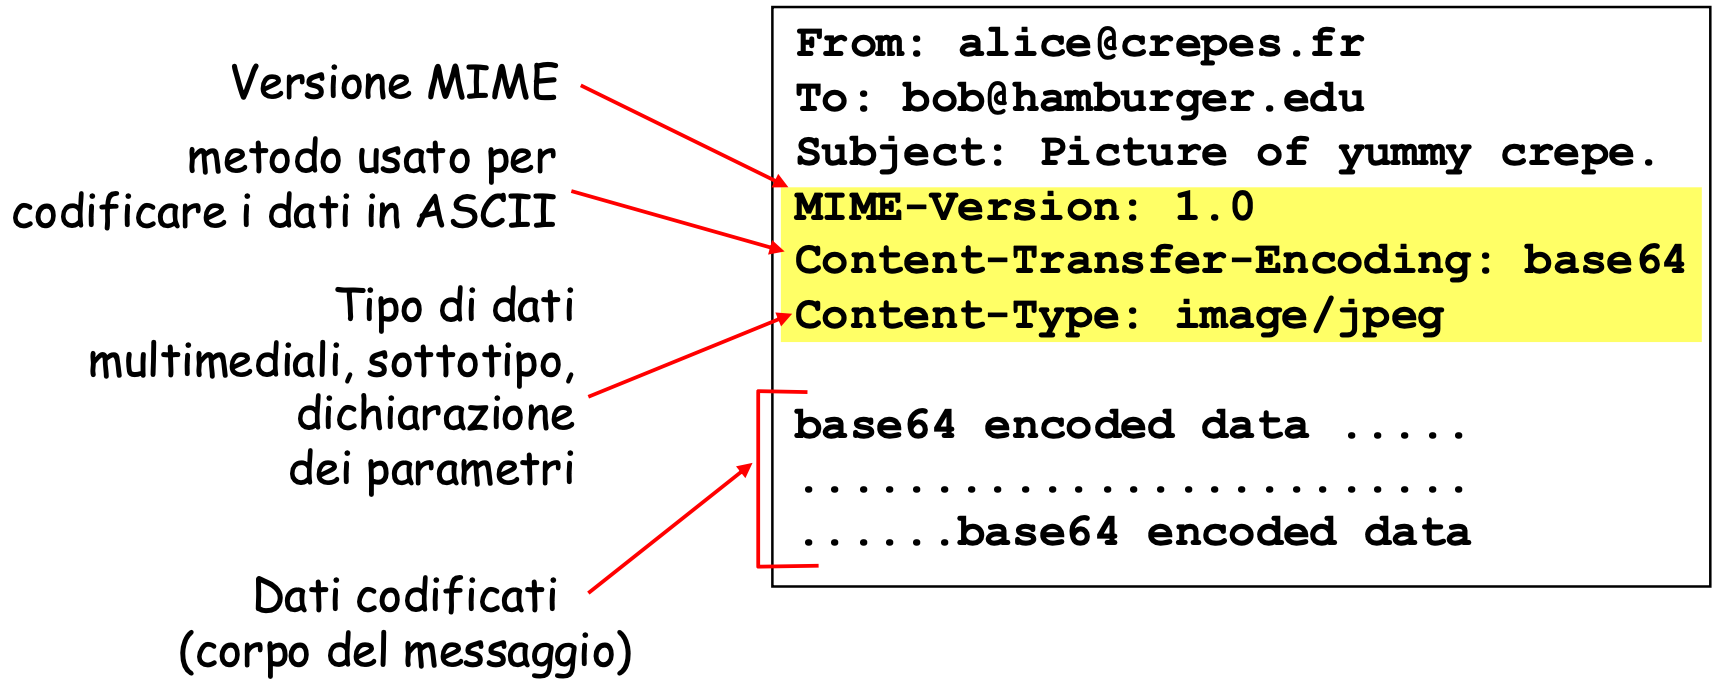 Versione MIME
metodo usato per
codificare i dati in ASCII
Tipo di dati
multimediali, sottotipo,
dichiarazione
dei parametri
Dati codificati
(corpo del messaggio)
From: alice@crepes.fr
To: bob@hamburger.edu
Subject: Picture of yummy crepe.
MIME-Version: 1.0
Content-Transfer-Encoding: base64
Content-Type: image/jpeg
base64 encoded data .....
.........................
......base64 encoded data